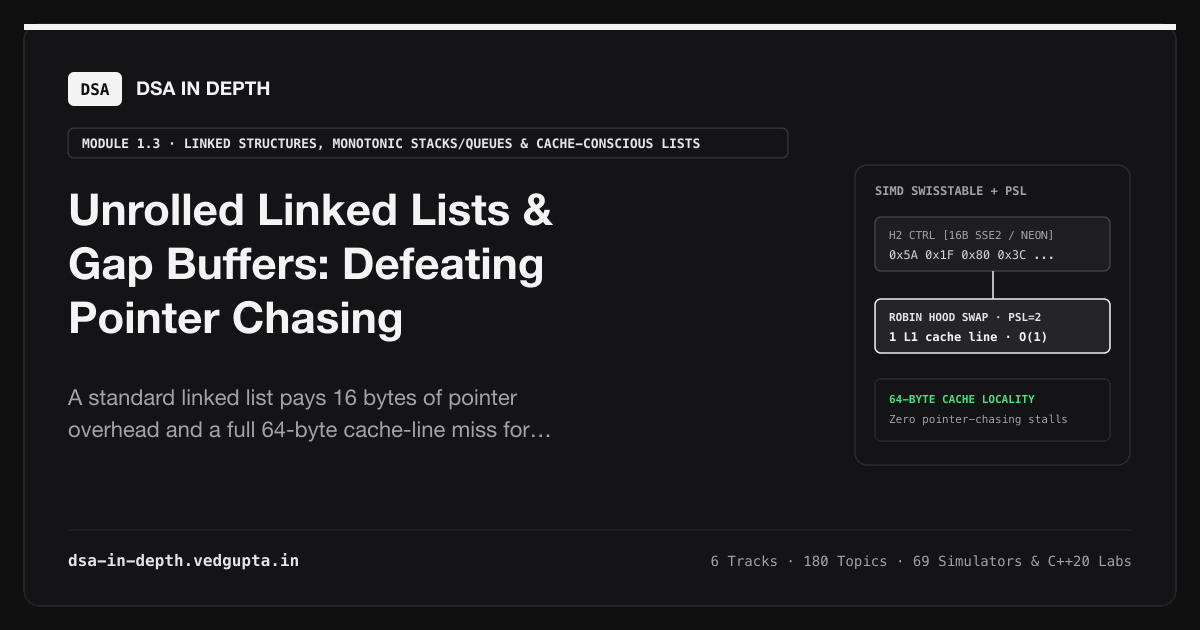 DSA
DSA IN DEPTH
MODULE 1.3 · LINKED STRUCTURES, MONOTONIC STACKS/QUEUES & CACHE-CONSCIOUS LISTS
Unrolled Linked Lists &
Gap Buffers: Defeating
Pointer Chasing
A standard linked list pays 16 bytes of pointer
overhead and a full 64-byte cache-line miss for…
SIMD SWISSTABLE + PSL
H2 CTRL [16B SSE2 / NEON]
0x5A 0x1F 0x80 0x3C ...
ROBIN HOOD SWAP · PSL=2
1 L1 cache line · O(1)
64-BYTE CACHE LOCALITY
Zero pointer-chasing stalls
dsa-in-depth.vedgupta.in
6 Tracks · 180 Topics · 69 Simulators & C++20 Labs